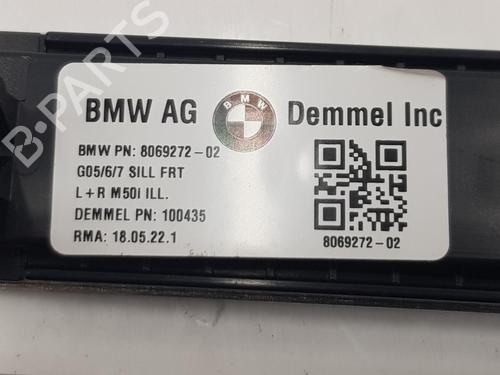 BMW AG BMW Demmel Inc
BMW PN: 8069272-02
G05/6/7 SILL FRT
L+R M50I ILL.
DEMMEL PN: 100435
RMA: 18.05.22.1
8069272-02
B-PARTS